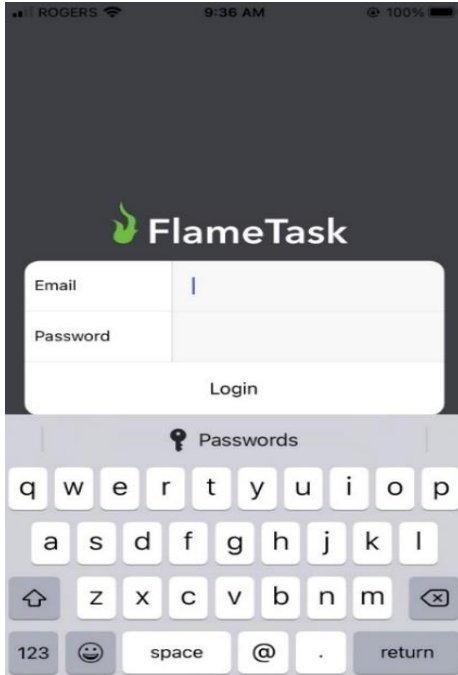 ROGERS 9:36 AM 100%
FlameTask
Email
Password
Login
Passwords
q w e r t y u i o p
a s d f g h j k l
z x c v b n m
123 space @ . return